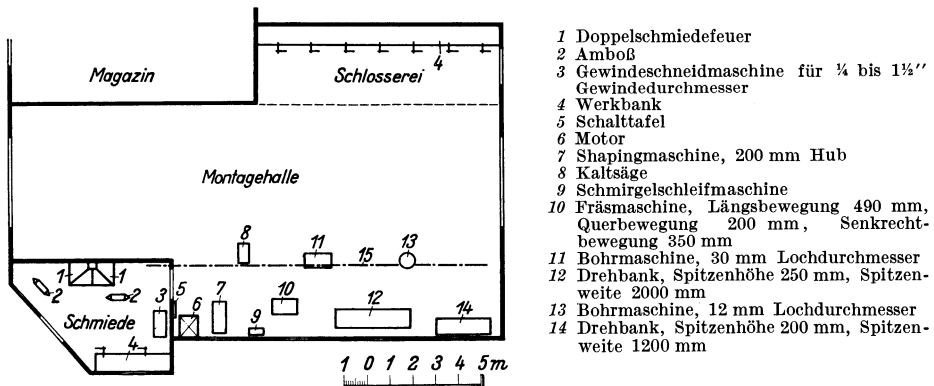 4
Magazin
Schlosserei
Montagehalle
8
11
15
13
1
1
2
2
3
5
6
7
9
10
12
14
Schmiede
4
1 0 1 2 3 4 5 m
1 Doppelschmiedefeuer
2 Amboß
3 Gewindeschneidmaschine für ¼ bis 1½″
Gewindedurchmesser
4 Werkbank
5 Schalttafel
6 Motor
7 Shapingmaschine, 200 mm Hub
8 Kaltsäge
9 Schmirgelschleifmaschine
10 Fräsmaschine, Längsbewegung 490 mm,
Querbewegung 200 mm, Senkrecht-
bewegung 350 mm
11 Bohrmaschine, 30 mm Lochdurchmesser
12 Drehbank, Spitzenhöhe 250 mm, Spitzen-
weite 2000 mm
13 Bohrmaschine, 12 mm Lochdurchmesser
14 Drehbank, Spitzenhöhe 200 mm, Spitzen-
weite 1200 mm